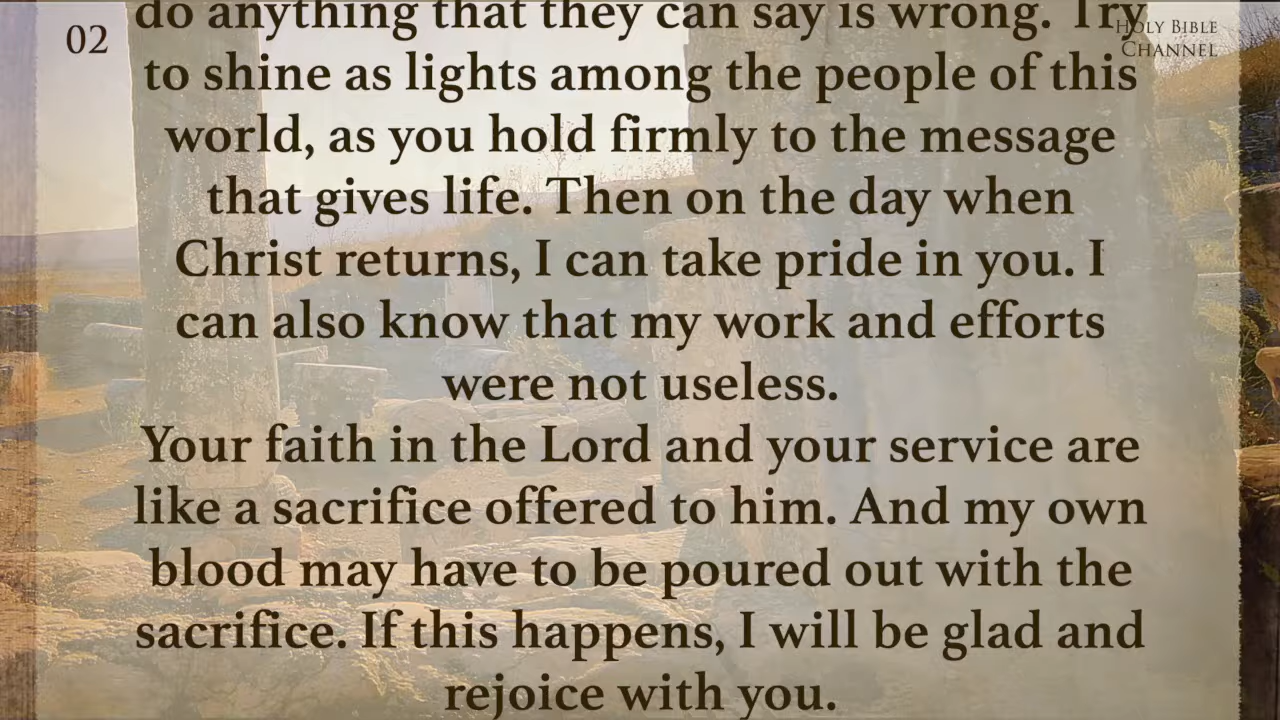 02
HOLY BIBLE
CHANNEL
do anything that they can say is wrong. Try
to shine as lights among the people of this
world, as you hold firmly to the message
that gives life. Then on the day when
Christ returns, I can take pride in you. I
can also know that my work and efforts
were not useless.
Your faith in the Lord and your service are
like a sacrifice offered to him. And my own
blood may have to be poured out with the
sacrifice. If this happens, I will be glad and
rejoice with you.